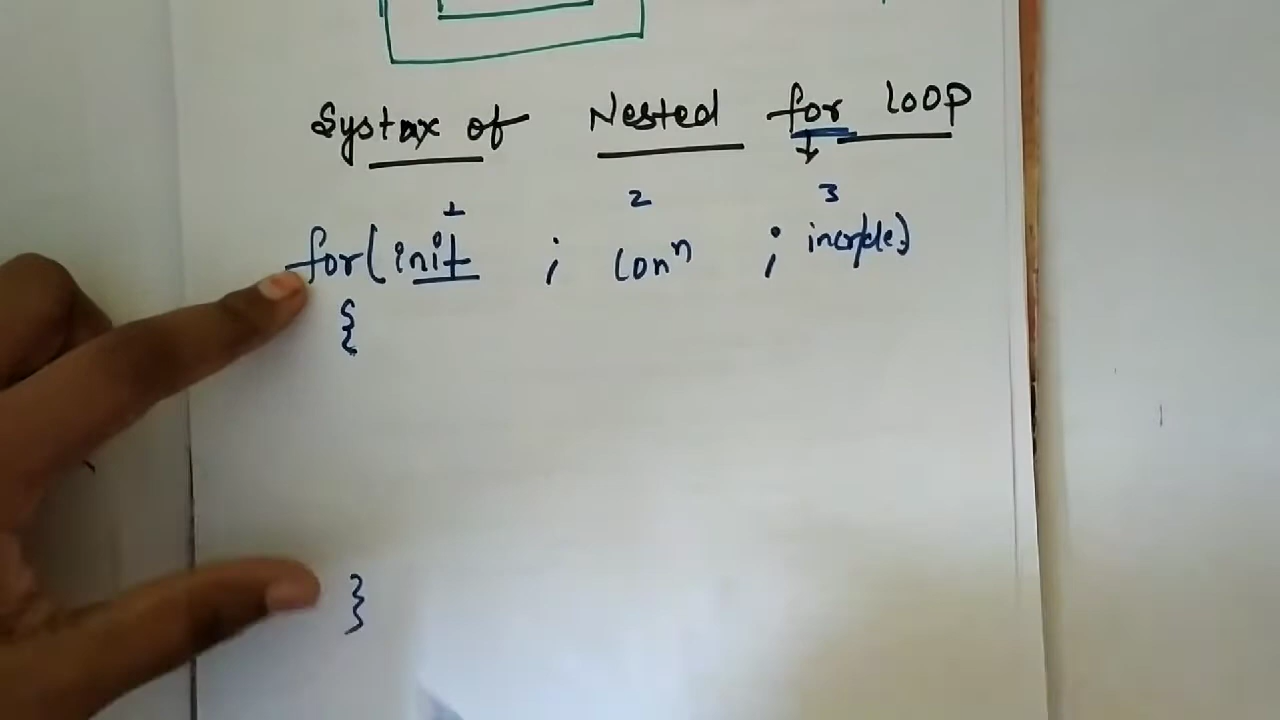 Systax of Nested for LOOP
1 2 3
for(init ; conⁿ ; incr/dec)
{
}